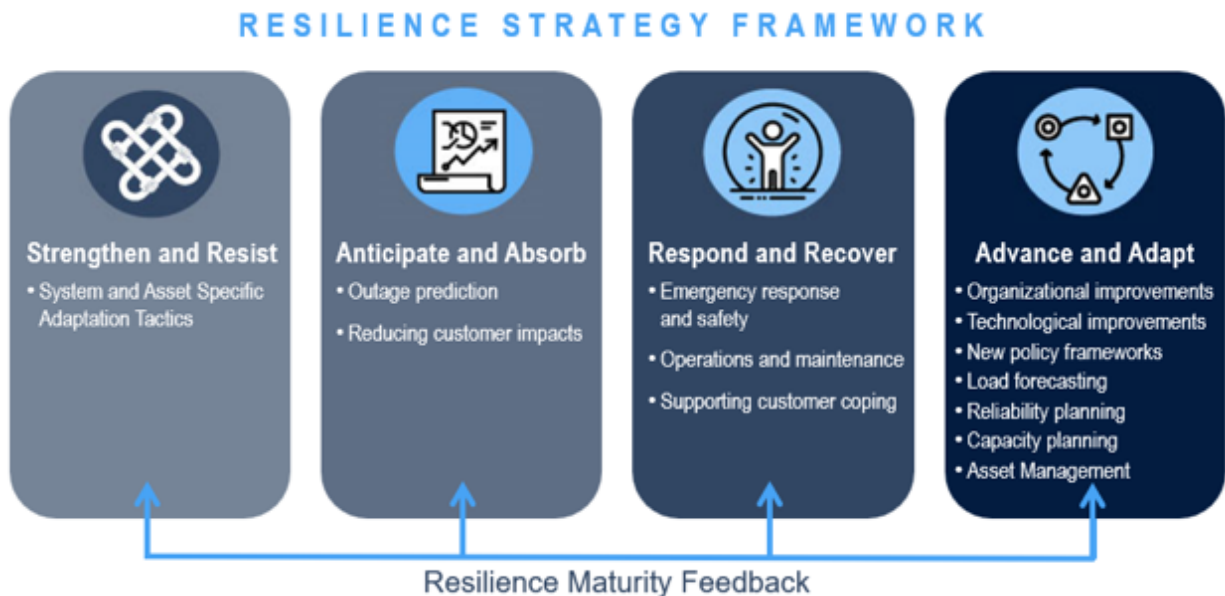 RESILIENCE STRATEGY FRAMEWORK
Strengthen and Resist
• System and Asset Specific
Adaptation Tactics
Anticipate and Absorb
• Outage prediction
• Reducing customer impacts
Respond and Recover
• Emergency response
and safety
• Operations and maintenance
• Supporting customer coping
Advance and Adapt
• Organizational improvements
• Technological improvements
• New policy frameworks
• Load forecasting
• Reliability planning
• Capacity planning
• Asset Management
Resilience Maturity Feedback